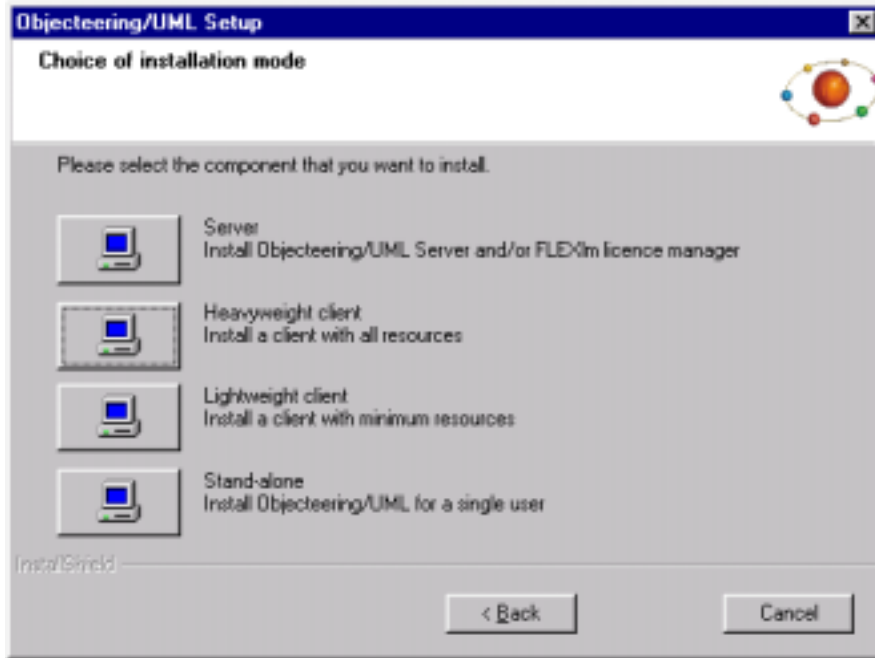 Objecteering/UML Setup
Choice of installation mode
Please select the component that you want to install.
Server
Install Objecteering/UML Server and/or FLEXlm licence manager
Heavyweight client
Install a client with all resources
Lightweight client
Install a client with minimum resources
Stand-alone
Install Objecteering/UML for a single user
InstallShield
< Back
Cancel